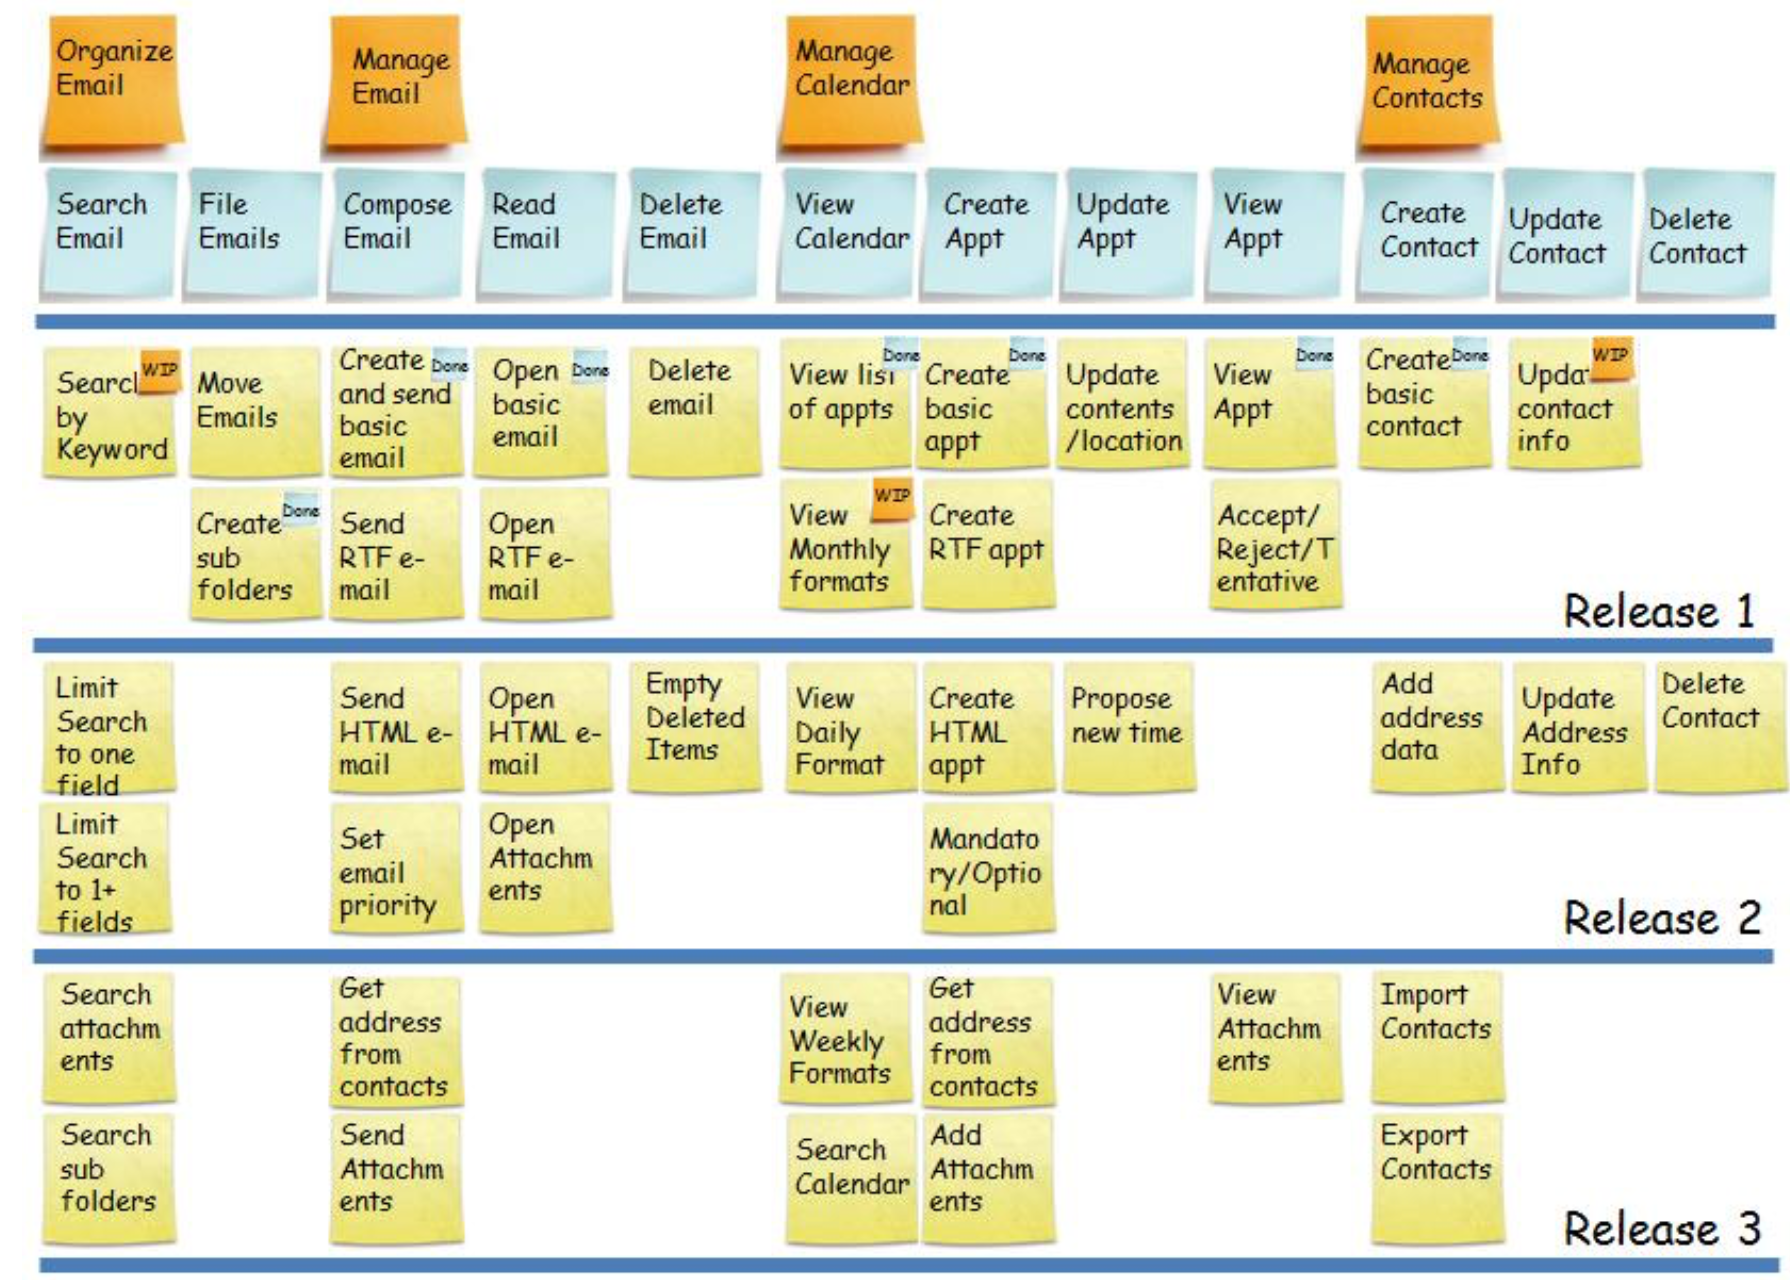 Organize
Email
Manage
Email
Manage
Calendar
Manage
Contacts
Search
Email
File
Emails
Compose
Email
Read
Email
Delete
Email
View
Calendar
Create
Appt
Update
Appt
View
Appt
Create
Contact
Update
Contact
Delete
Contact
WIP
by
Keyword
Move
Emails
Create Done
and send
basic
email
Open Done
basic
email
Delete
email
Done
View list
of appts
Done
Create
basic
appt
Update
contents
/location
Done
View
Appt
Create Done
basic
contact
WIP
contact
info
Create Done
sub
folders
Send
RTF e-
mail
Open
RTF e-
mail
WIP
View
Monthly
formats
Create
RTF appt
Accept/
Reject/T
entative
Release 1
Limit
Search
to one
field
Send
HTML e-
mail
Open
HTML e-
mail
Empty
Deleted
Items
View
Daily
Format
Create
HTML
appt
Propose
new time
Add
address
data
Update
Address
Info
Delete
Contact
Limit
Search
to 1+
fields
Set
email
priority
Open
Attachm
ents
Mandato
ry/Optio
nal
Release 2
Search
attachm
ents
Get
address
from
contacts
View
Weekly
Formats
Get
address
from
contacts
View
Attachm
ents
Import
Contacts
Search
sub
folders
Send
Attachm
ents
Search
Calendar
Add
Attachm
ents
Export
Contacts
Release 3